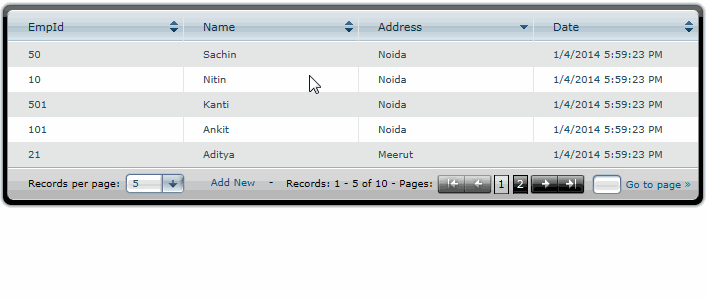 EmpId Name Address Date
50 Sachin Noida 1/4/2014 5:59:23 PM
10 Nitin Noida 1/4/2014 5:59:23 PM
501 Kanti Noida 1/4/2014 5:59:23 PM
101 Ankit Noida 1/4/2014 5:59:23 PM
21 Aditya Meerut 1/4/2014 5:59:23 PM
Records per page: 5 Add New - Records: 1 - 5 of 10 - Pages: 1 2 Go to page »